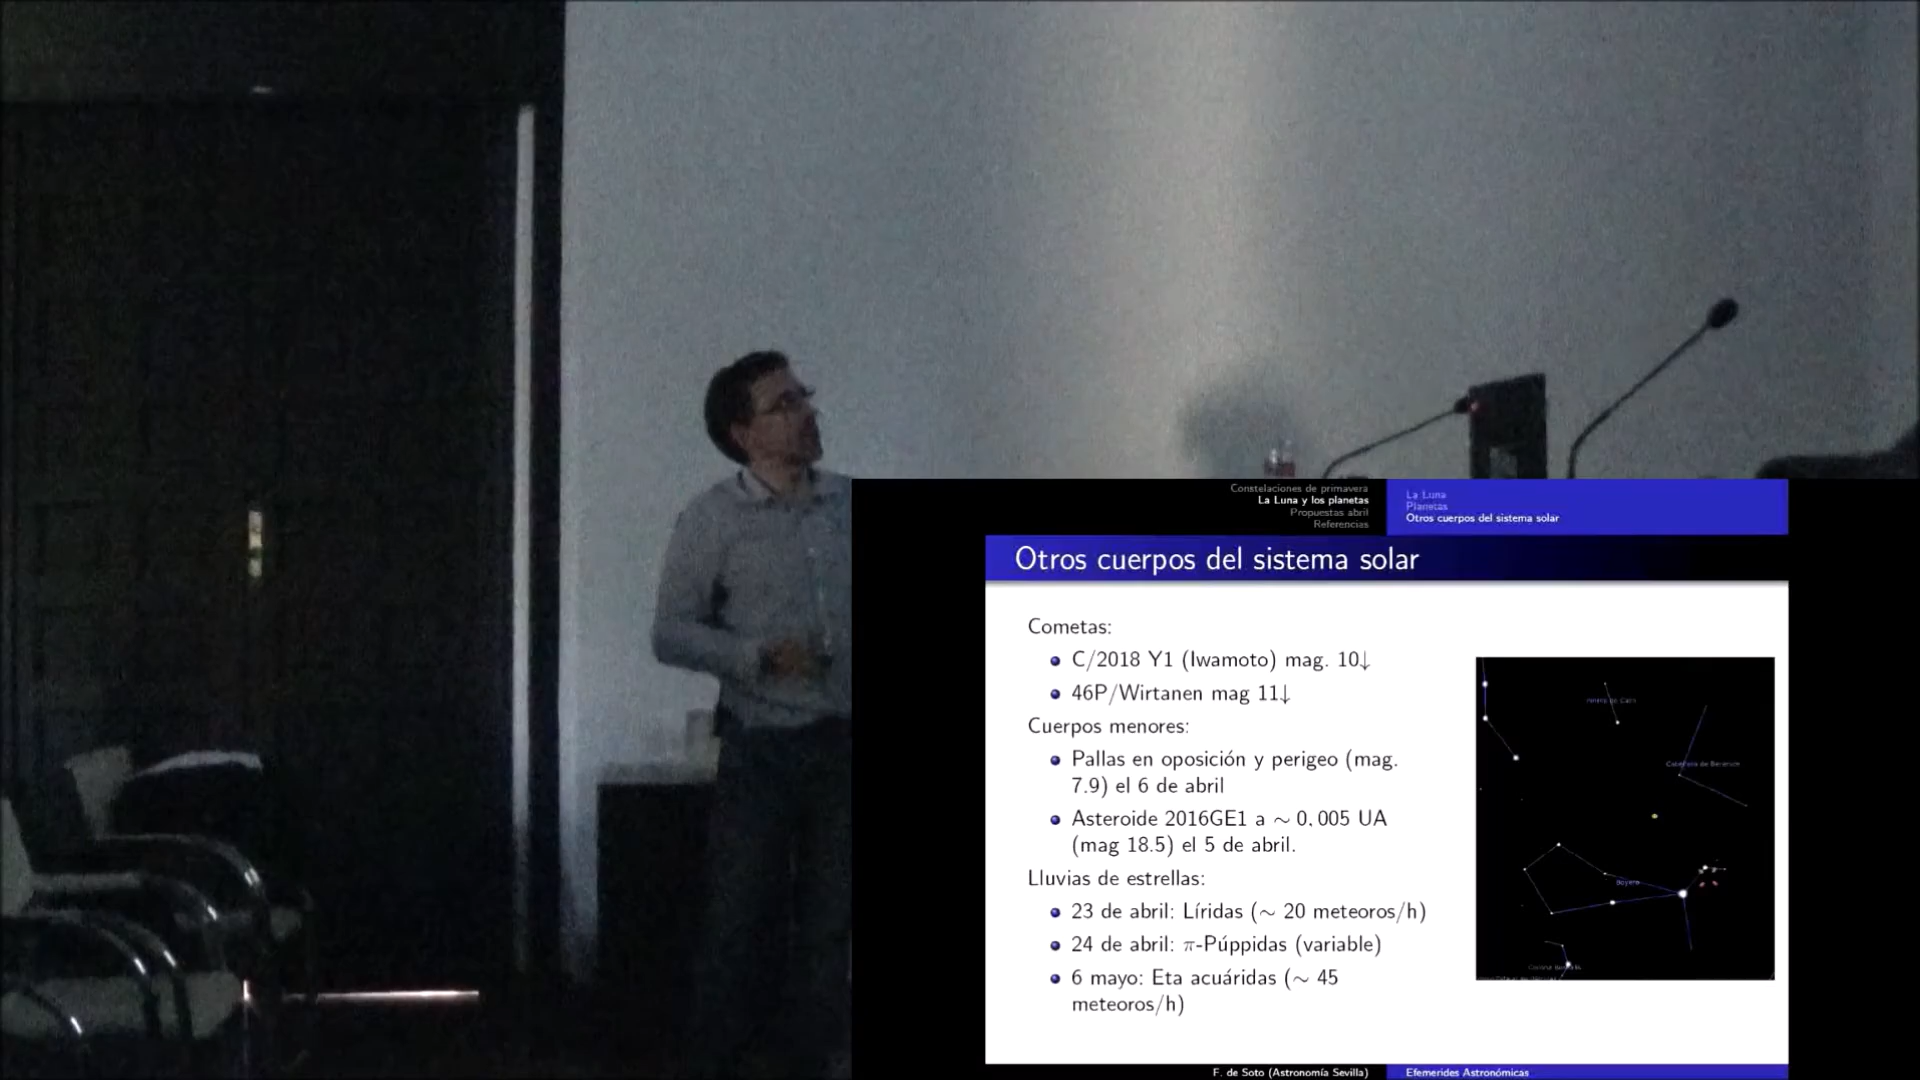 Constelaciones de primavera
La Luna y los planetas
Propuestas abril
Referencias
La Luna
Planetas
Otros cuerpos del sistema solar
Otros cuerpos del sistema solar
Cometas:
C/2018 Y1 (Iwamoto) mag. 10↓
46P/Wirtanen mag 11↓
Cuerpos menores:
Pallas en oposición y perigeo (mag.
7.9) el 6 de abril
Asteroide 2016GE1 a ∼ 0,005 UA
(mag 18.5) el 5 de abril.
Lluvias de estrellas:
23 de abril: Líridas (∼ 20 meteoros/h)
24 de abril: π-Púppidas (variable)
6 mayo: Eta acuáridas (∼ 45
meteoros/h)
Cabellera de Berenice
Boyero
F. de Soto (Astronomía Sevilla)
Efemerides Astronómicas